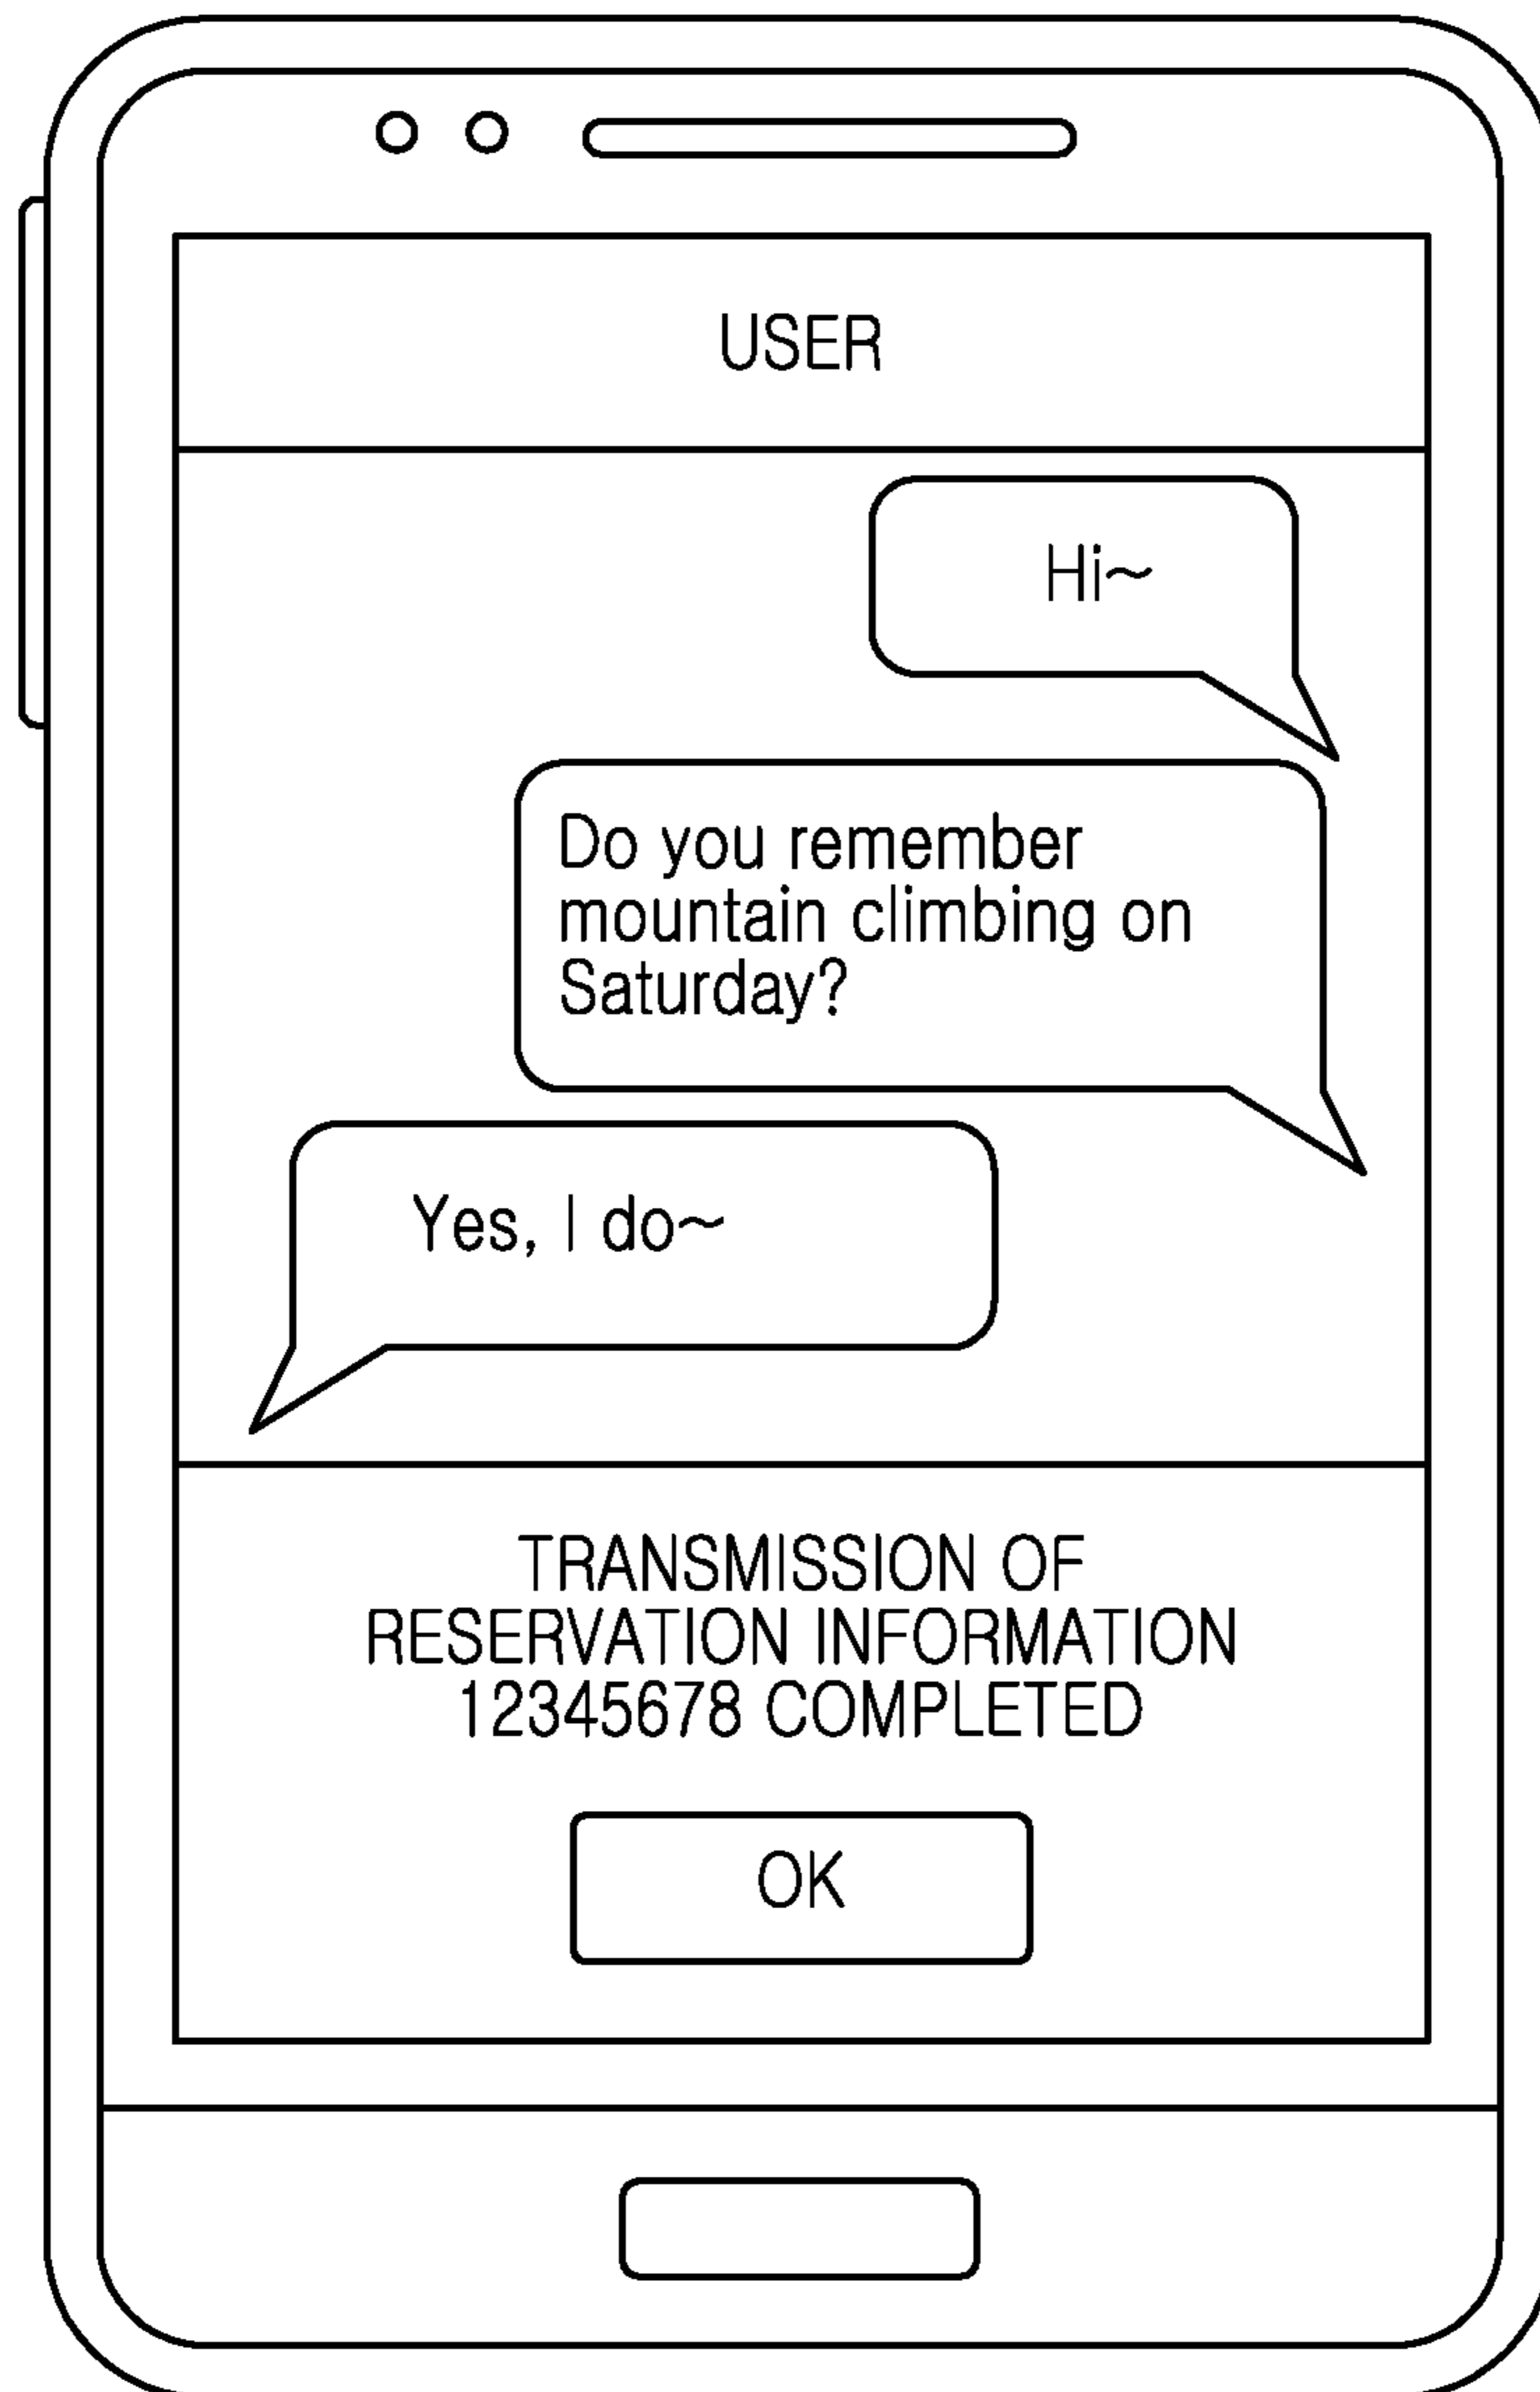 USER
Hi~
Do you remember
mountain climbing on
Saturday?
Yes, I do~
TRANSMISSION OF
RESERVATION INFORMATION
12345678 COMPLETED
OK